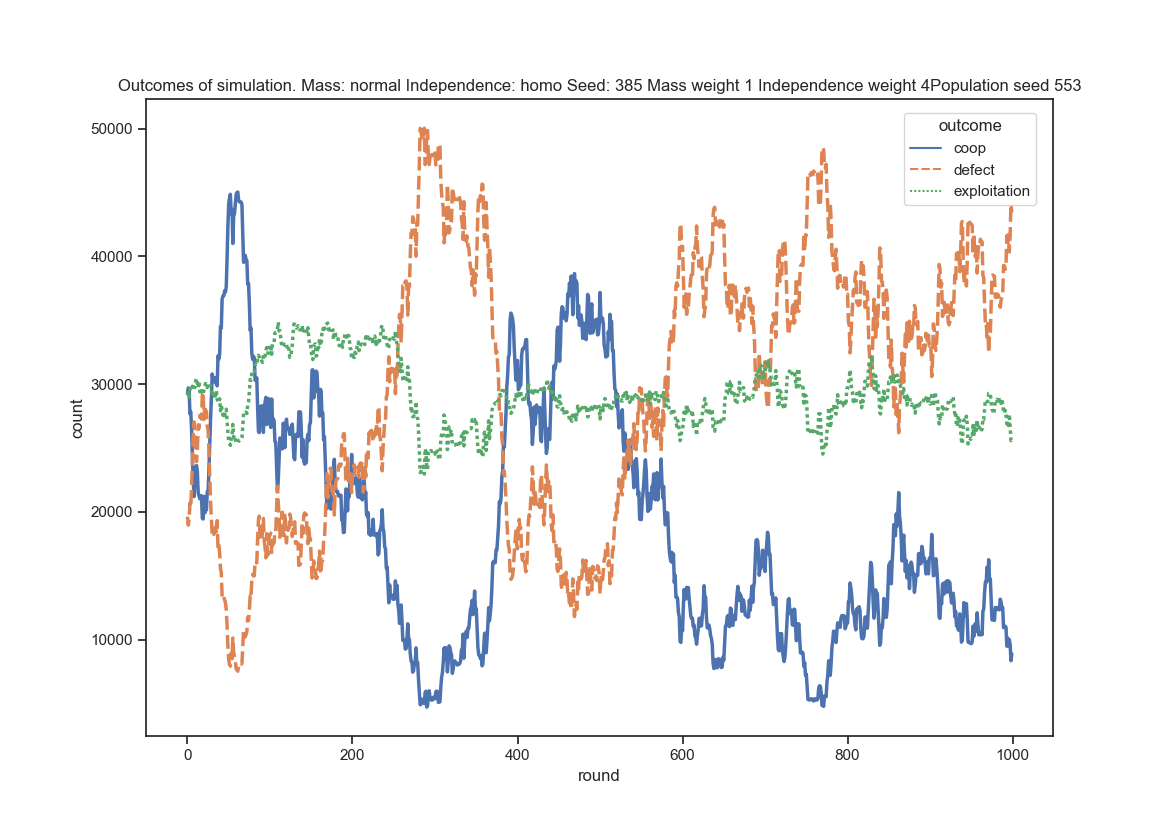 Outcomes of simulation. Mass: normal Independence: homo Seed: 385 Mass weight 1 Independence weight 4Population seed 553
outcome
coop
defect
exploitation
50000
40000
30000
20000
10000
count
0 200 400 600 800 1000
round